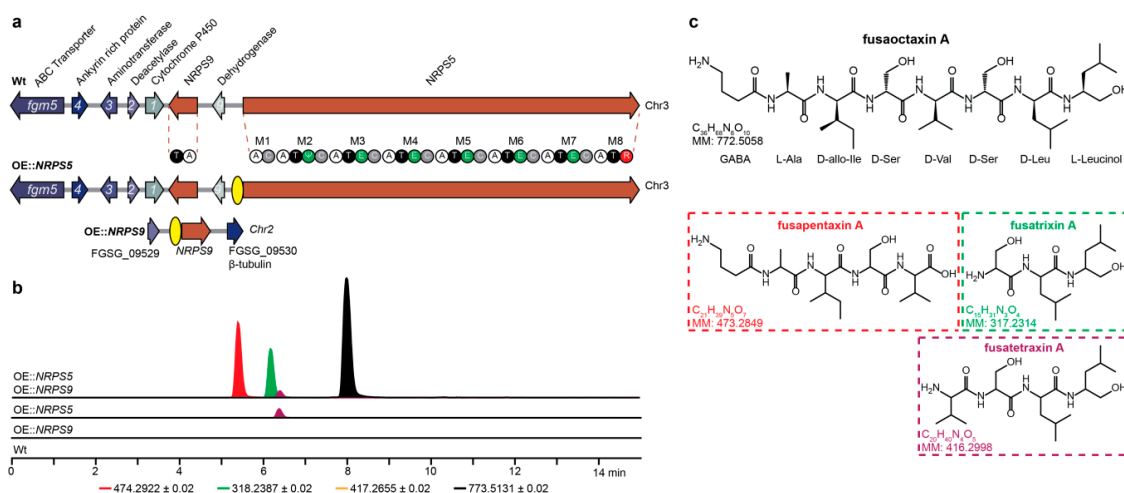 a
ABC Transporter
Ankyrin rich protein
Aminotransferase
Deacetylase
Cytochrome P450
NRPS9
Dehydrogenase
NRPS5
Wt
fgm5 4 3 2 1 Chr3
M1 M2 M3 M4 M5 M6 M7 M8
T A A C A T C A T E C A T E C A T E C A T E C A T E C A T R
OE::NRPS5
fgm5 4 3 2 1 Chr3
OE::NRPS9 Chr2
FGSG_09529 NRPS9 FGSG_09530
β-tubulin
b
OE::NRPS5
OE::NRPS9
OE::NRPS5
OE::NRPS9
Wt
0 2 4 6 8 10 12 14 min
474.2922 ± 0.02 318.2387 ± 0.02 417.2655 ± 0.02 773.5131 ± 0.02
c
fusaoctaxin A
H2N O O OH O OH O
N H O N H O N H O N H OH
C36H68N8O10
MM: 772.5058
GABA L-Ala D-allo-Ile D-Ser D-Val D-Ser D-Leu L-Leucinol
fusapentaxin A
C21H39N5O7
MM: 473.2849
fusatrixin A
C15H31N3O4
MM: 317.2314
fusatetraxin A
C20H40N4O5
MM: 416.2998